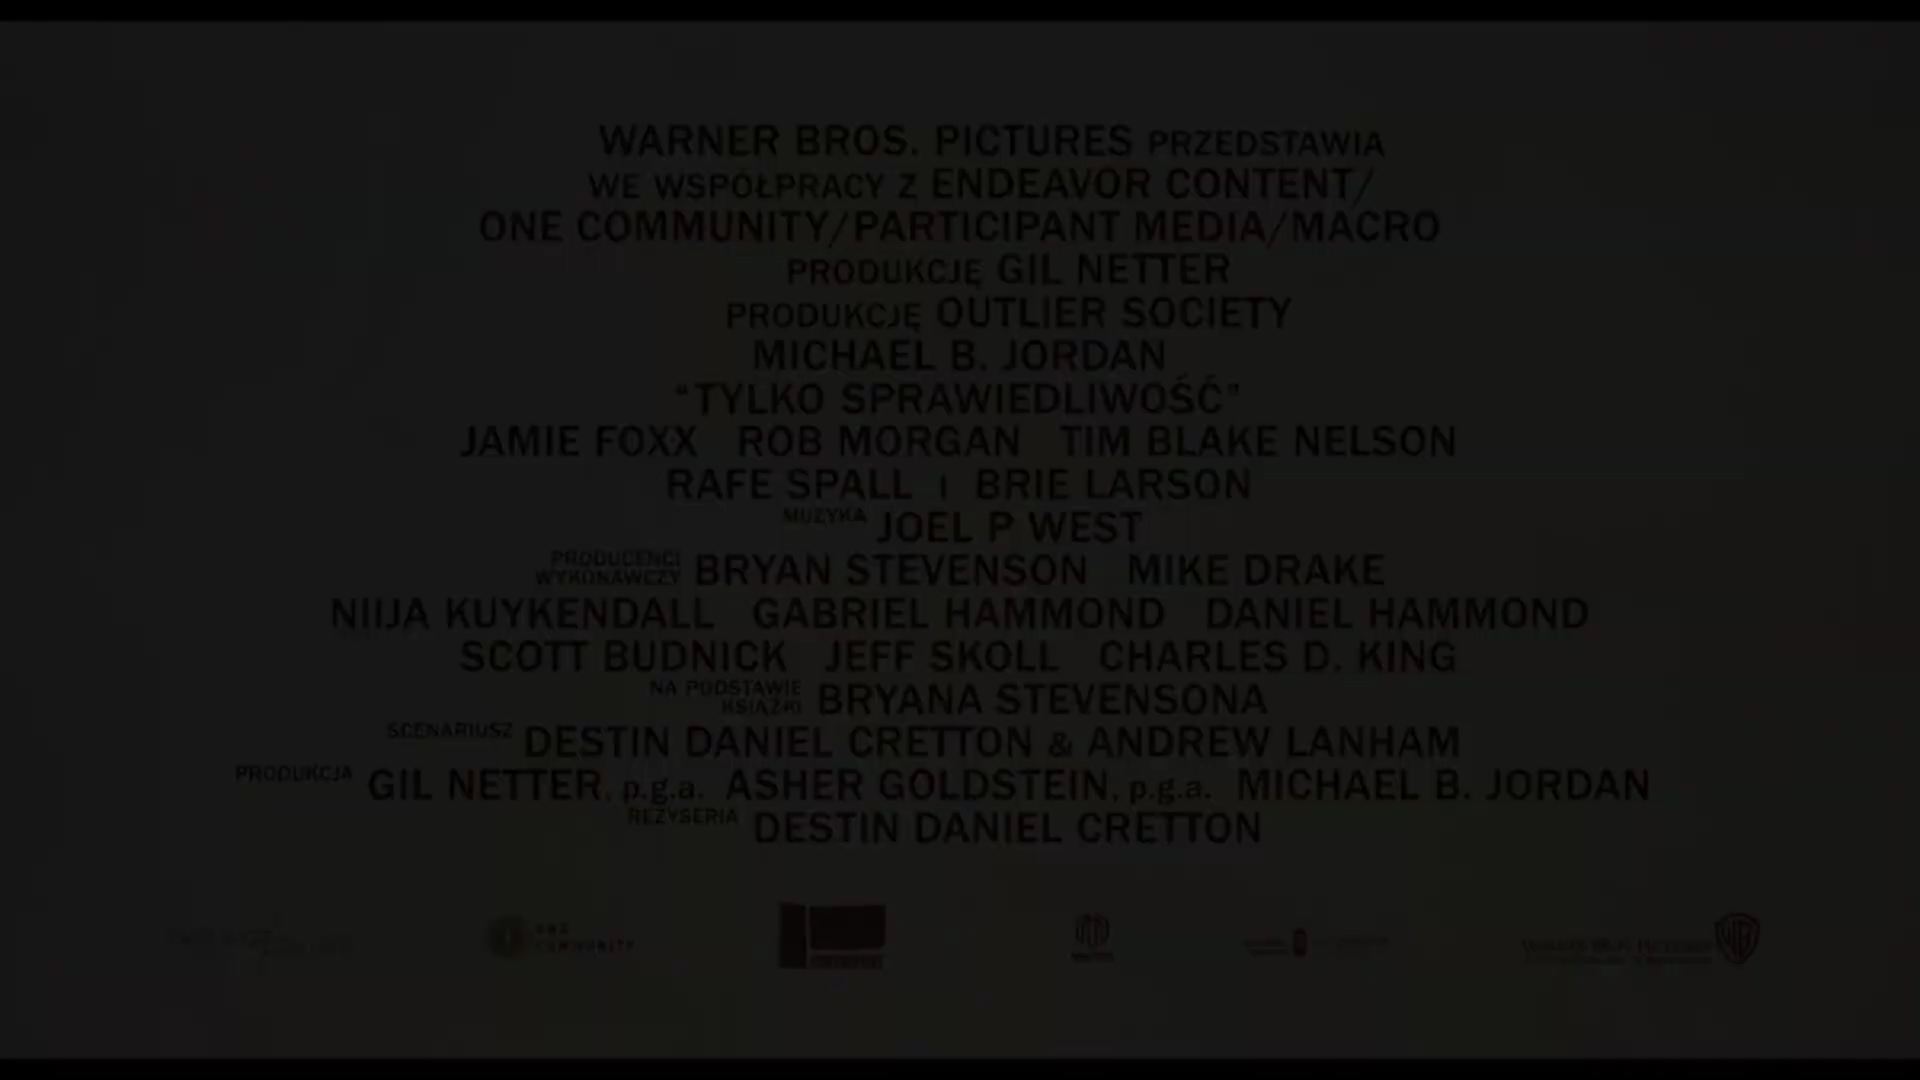 WARNER BROS. PICTURES PRZEDSTAWIA
WE WSPÓŁPRACY Z ENDEAVOR CONTENT/
ONE COMMUNITY/PARTICIPANT MEDIA/MACRO
PRODUKCJĘ GIL NETTER
PRODUKCJĘ OUTLIER SOCIETY
MICHAEL B. JORDAN
"TYLKO SPRAWIEDLIWOŚĆ"
JAMIE FOXX ROB MORGAN TIM BLAKE NELSON
RAFE SPALL I BRIE LARSON
MUZYKA JOEL P WEST
PRODUCENCI
WYKONAWCZY BRYAN STEVENSON MIKE DRAKE
NIIJA KUYKENDALL GABRIEL HAMMOND DANIEL HAMMOND
SCOTT BUDNICK JEFF SKOLL CHARLES D. KING
NA PODSTAWIE
KSIĄŻKI BRYANA STEVENSONA
SCENARIUSZ DESTIN DANIEL CRETTON & ANDREW LANHAM
PRODUKCJA GIL NETTER, p.g.a. ASHER GOLDSTEIN, p.g.a. MICHAEL B. JORDAN
REŻYSERIA DESTIN DANIEL CRETTON
ONE
COMMUNITY